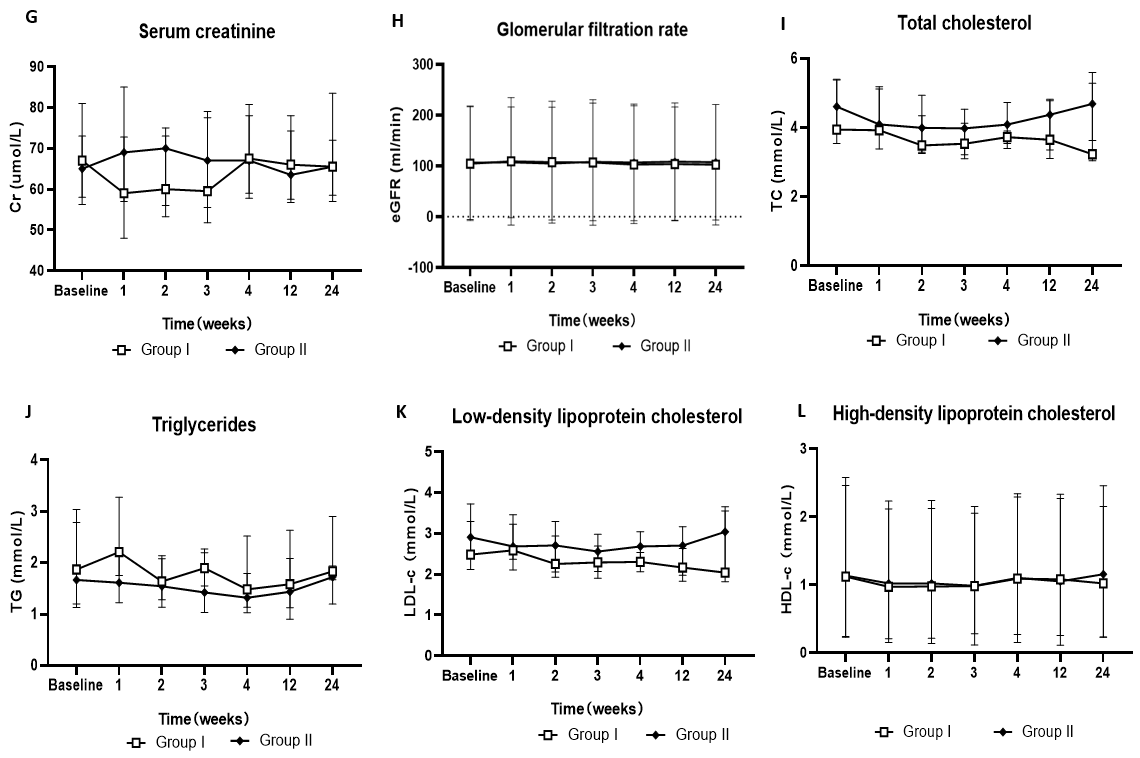 G
Serum creatinine
Cr (umol/L)
90
80
70
60
50
40
Baseline 1 2 3 4 12 24
Time(weeks)
Group I Group II
H
Glomerular filtration rate
eGFR (ml/min)
300
200
100
0
-100
Baseline 1 2 3 4 12 24
Time(weeks)
Group I Group II
I
Total cholesterol
TC (mmol/L)
6
4
2
0
Baseline 1 2 3 4 12 24
Time(weeks)
Group I Group II
J
Triglycerides
TG (mmol/L)
4
3
2
1
0
Baseline 1 2 3 4 12 24
Time(weeks)
Group I Group II
K
Low-density lipoprotein cholesterol
LDL-c (mmol/L)
5
4
3
2
1
0
Baseline 1 2 3 4 12 24
Time(weeks)
Group I Group II
L
High-density lipoprotein cholesterol
HDL-c (mmol/L)
3
2
1
0
Baseline 1 2 3 4 12 24
Group I Group II